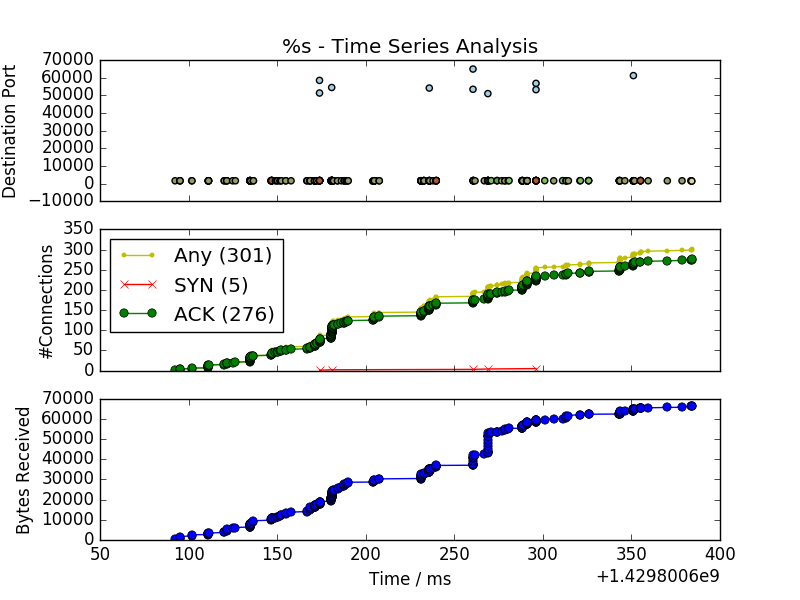 %s - Time Series Analysis
Destination Port
70000
60000
50000
40000
30000
20000
10000
0
−10000
#Connections
350
300
250
200
150
100
50
0
Any (301)
SYN (5)
ACK (276)
Bytes Received
70000
60000
50000
40000
30000
20000
10000
0
50 100 150 200 250 300 350 400
Time / ms
+1.4298006e9